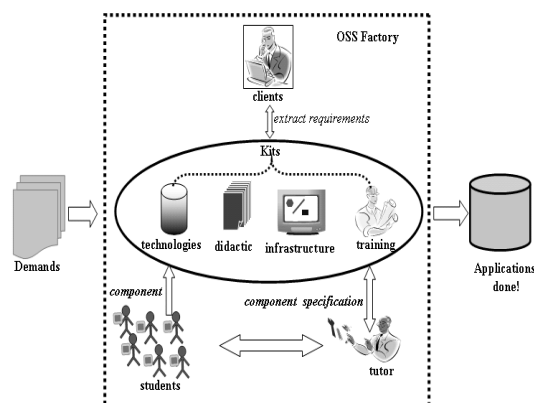 OSS Factory
clients
extract requirements
Kits
technologies
didactic
infrastructure
training
Demands
Applications
done!
component
component specification
students
tutor